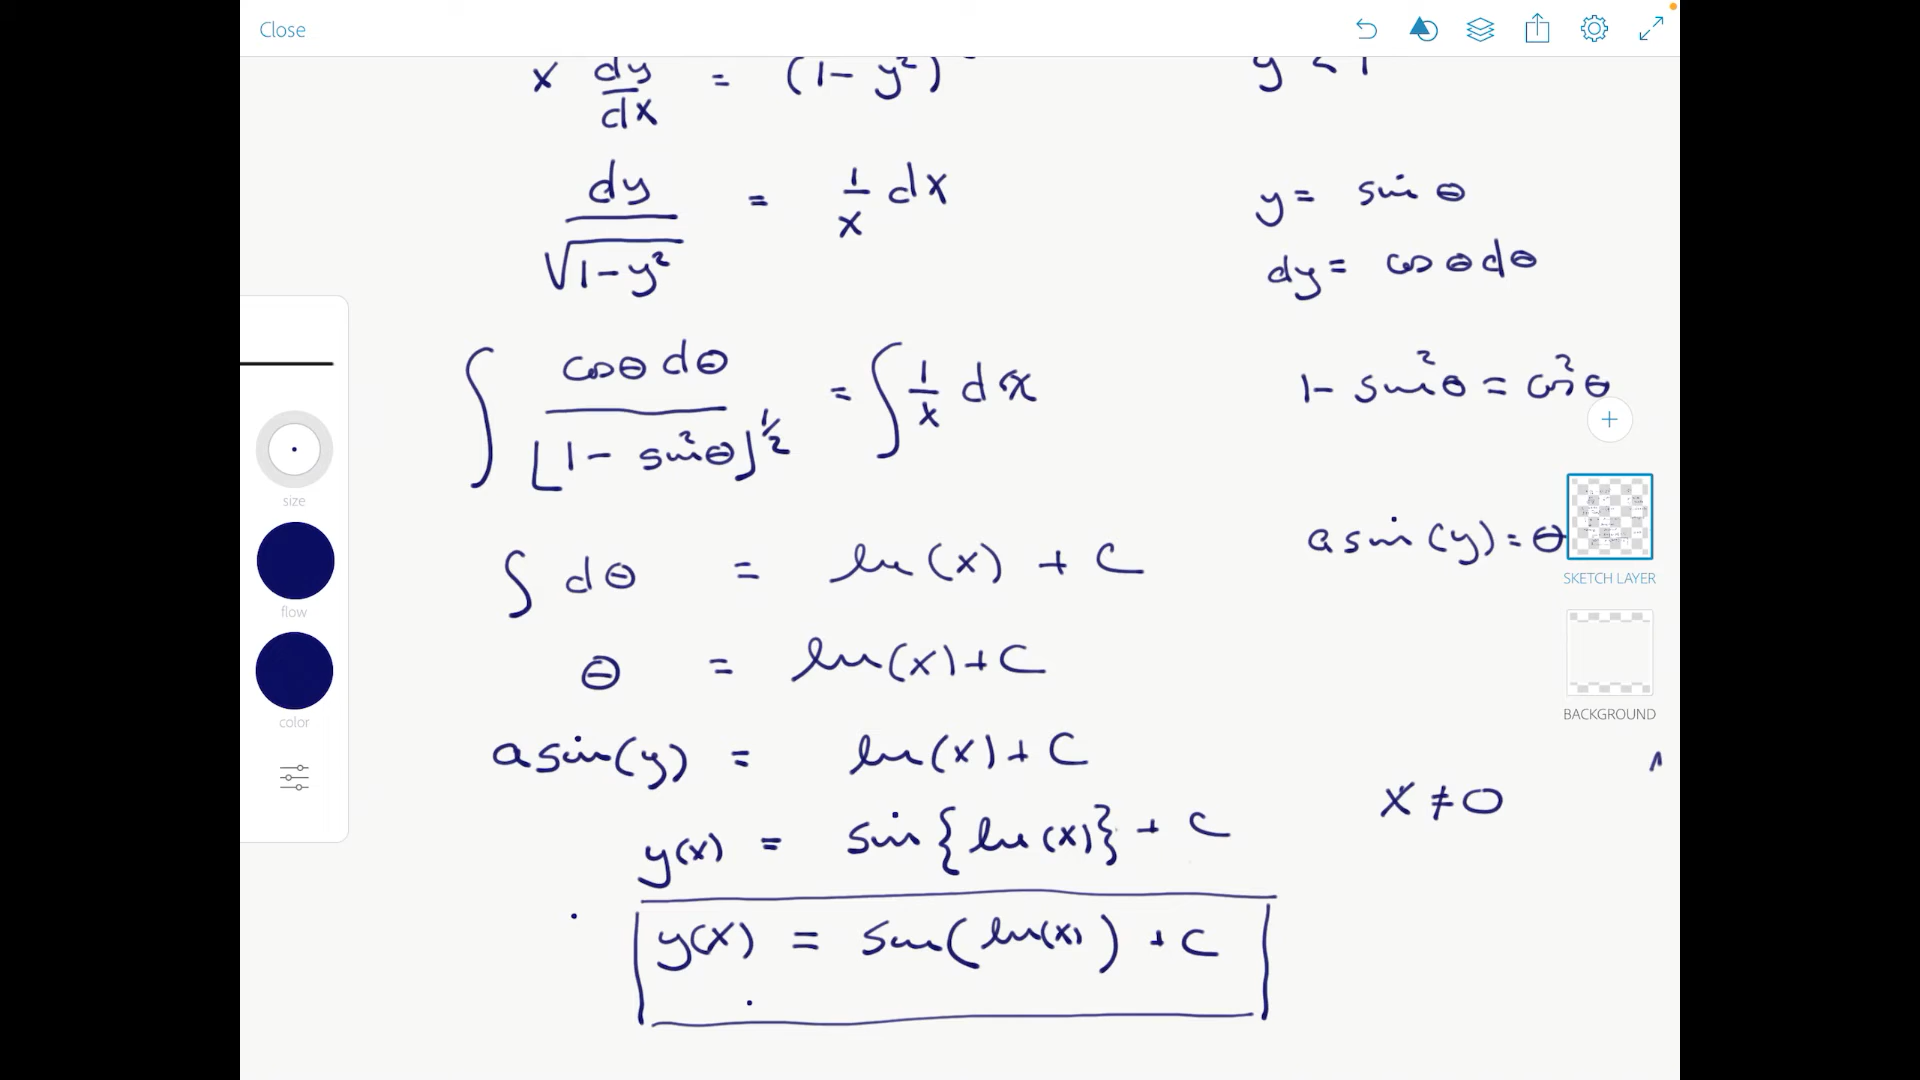 Close
x dy/dx = (1 - y²)
y < 1
dy/√1-y² = 1/x dx
y = sin θ
dy = cos θ dθ
∫ cosθ dθ/[1 - sin²θ]^1/2 = ∫ 1/x dx
1 - sin²θ = cos²θ
size
∫ dθ = ln(x) + C
asin(y) = θ
SKETCH LAYER
flow
θ = ln(x) + C
BACKGROUND
color
asin(y) = ln(x) + C
x ≠ 0
y(x) = sin{ln(x)} + C
y(x) = sin(ln(x)) + C